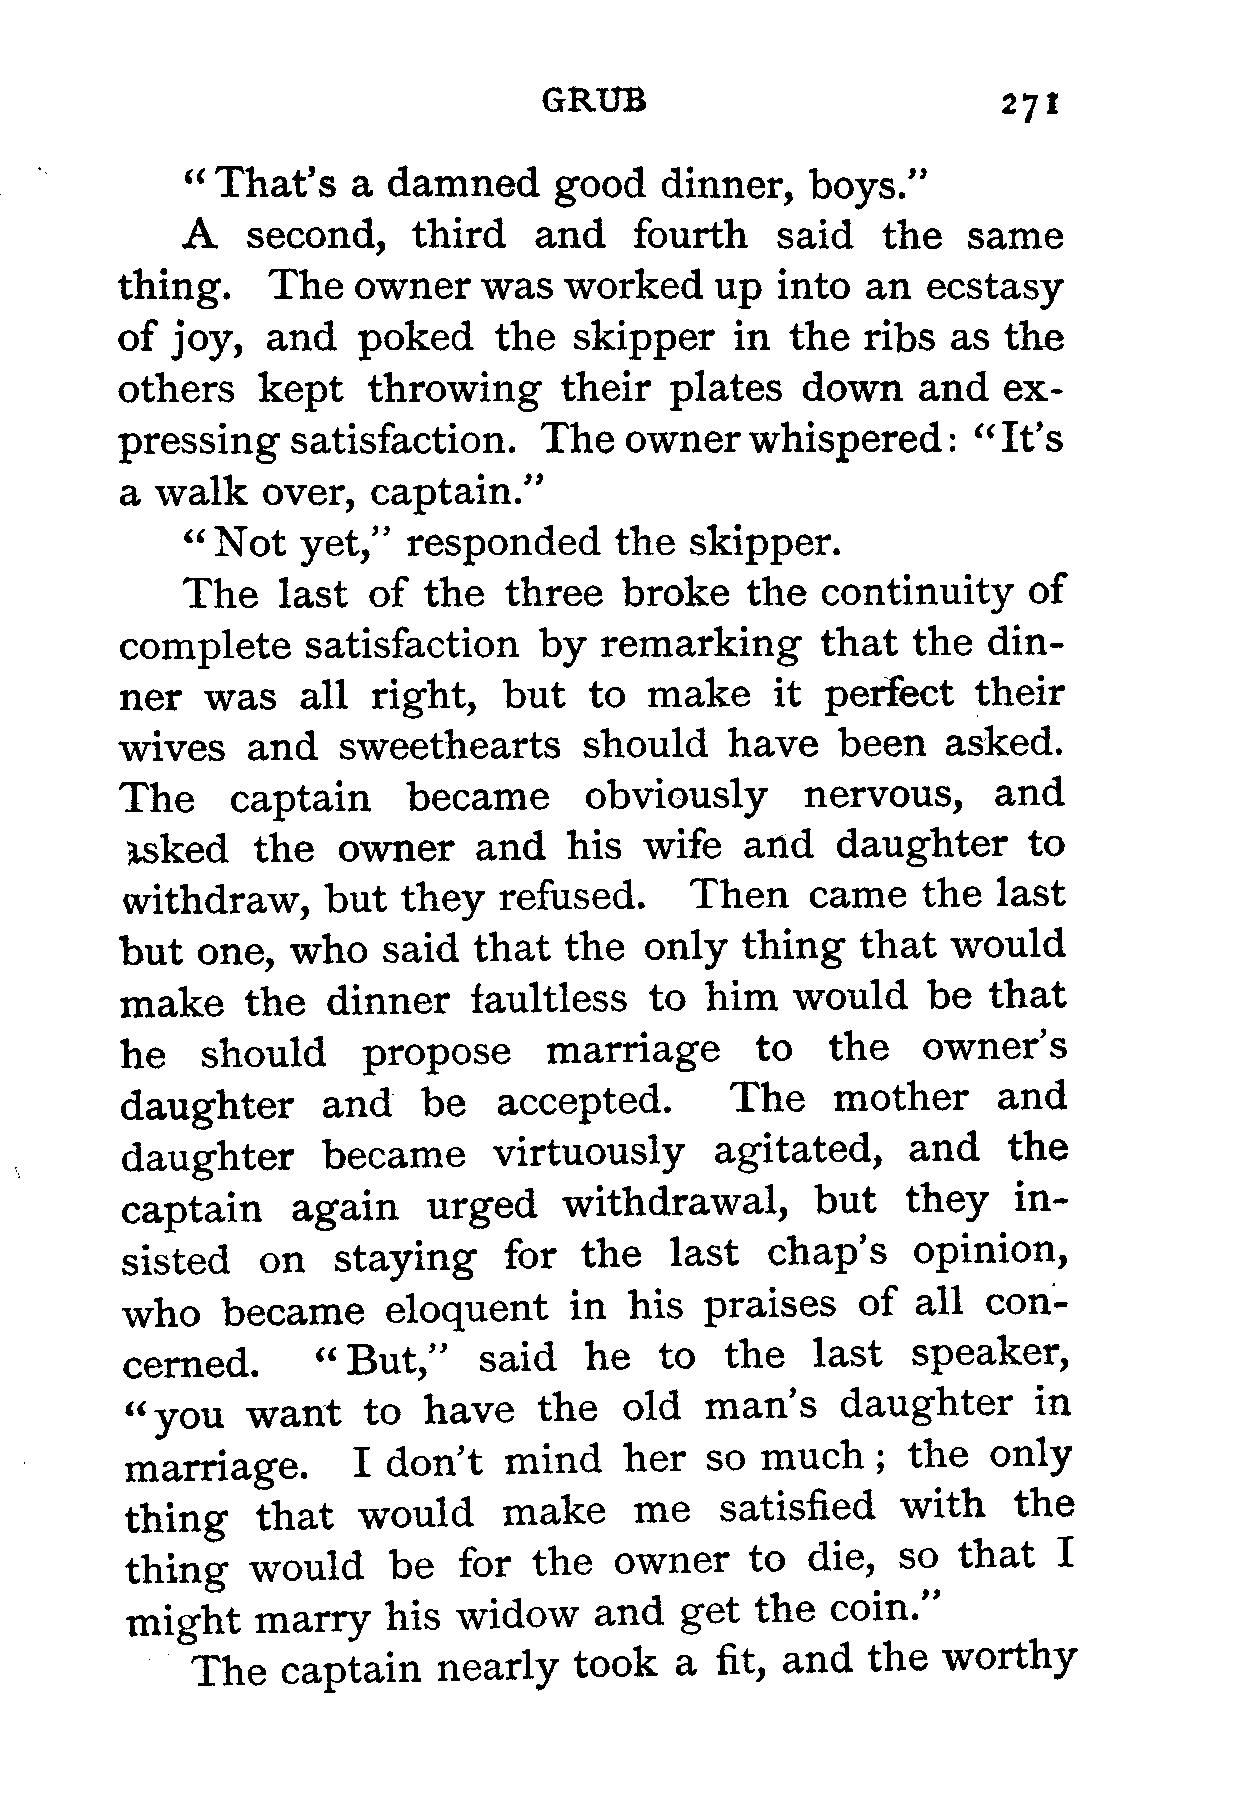 GRUB 271
“That's a damned good dinner, boys.”
A second, third and fourth said the same
thing. The owner was worked up into an ecstasy
of joy, and poked the skipper in the ribs as the
others kept throwing their plates down and ex-
pressing satisfaction. The owner whispered: “It's
a walk over, captain.”
“Not yet,” responded the skipper.
The last of the three broke the continuity of
complete satisfaction by remarking that the din-
ner was all right, but to make it perfect their
wives and sweethearts should have been asked.
The captain became obviously nervous, and
asked the owner and his wife and daughter to
withdraw, but they refused. Then came the last
but one, who said that the only thing that would
make the dinner faultless to him would be that
he should propose marriage to the owner's
daughter and be accepted. The mother and
daughter became virtuously agitated, and the
captain again urged withdrawal, but they in-
sisted on staying for the last chap's opinion,
who became eloquent in his praises of all con-
cerned. “But,” said he to the last speaker,
“you want to have the old man's daughter in
marriage. I don't mind her so much; the only
thing that would make me satisfied with the
thing would be for the owner to die, so that I
might marry his widow and get the coin.”
The captain nearly took a fit, and the worthy